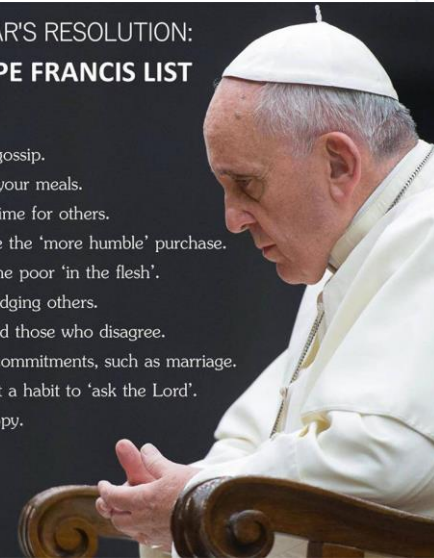 AR'S RESOLUTION:
PE FRANCIS LIST
gossip.
your meals.
ime for others.
e the 'more humble' purchase.
ne poor 'in the flesh'.
dging others.
d those who disagree.
commitments, such as marriage.
t a habit to 'ask the Lord'.
ppy.